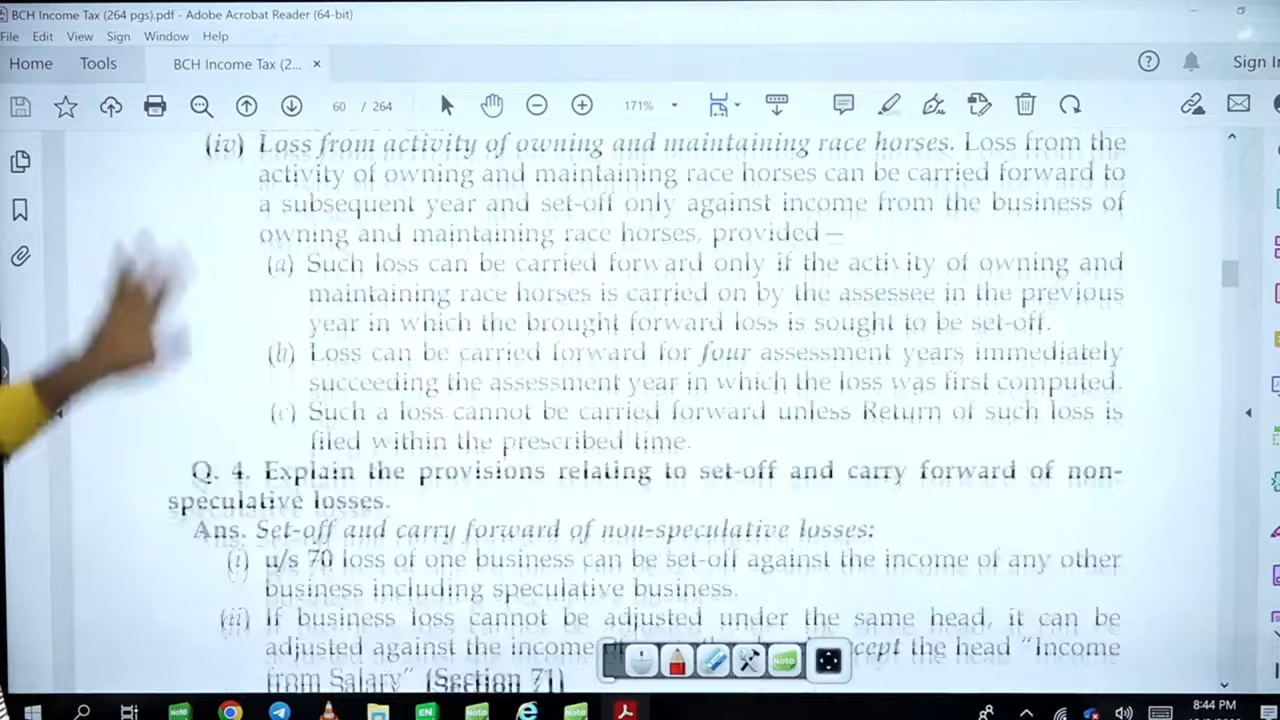 BCH Income Tax (264 pgs).pdf - Adobe Acrobat Reader (64-bit)
File Edit View Sign Window Help
Home Tools BCH Income Tax (2... × Sign In
60 / 264 171%
(iv) Loss from activity of owning and maintaining race horses. Loss from the
activity of owning and maintaining race horses can be carried forward to
a subsequent year and set-off only against income from the business of
owning and maintaining race horses, provided—
(a) Such loss can be carried forward only if the activity of owning and
maintaining race horses is carried on by the assessee in the previous
year in which the brought forward loss is sought to be set-off.
(b) Loss can be carried forward for four assessment years immediately
succeeding the assessment year in which the loss was first computed.
(c) Such a loss cannot be carried forward unless Return of such loss is
filed within the prescribed time.
Q. 4. Explain the provisions relating to set-off and carry forward of non-
speculative losses.
Ans. Set-off and carry forward of non-speculative losses:
(i) u/s 70 loss of one business can be set-off against the income of any other
business including speculative business.
(ii) If business loss cannot be adjusted under the same head, it can be
adjusted against the income cept the head "Income
from Salary" (Section 71)
Note
Note EN Note Note
8:44 PM